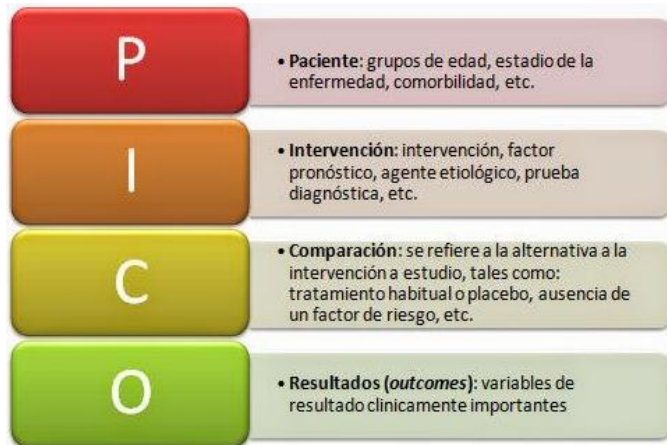 P
• Paciente: grupos de edad, estadio de la
enfermedad, comorbilidad, etc.
I
• Intervención: intervención, factor
pronóstico, agente etiológico, prueba
diagnóstica, etc.
C
• Comparación: se refiere a la alternativa a la
intervención a estudio, tales como:
tratamiento habitual o placebo, ausencia de
un factor de riesgo, etc.
O
• Resultados (outcomes): variables de
resultado clinicamente importantes